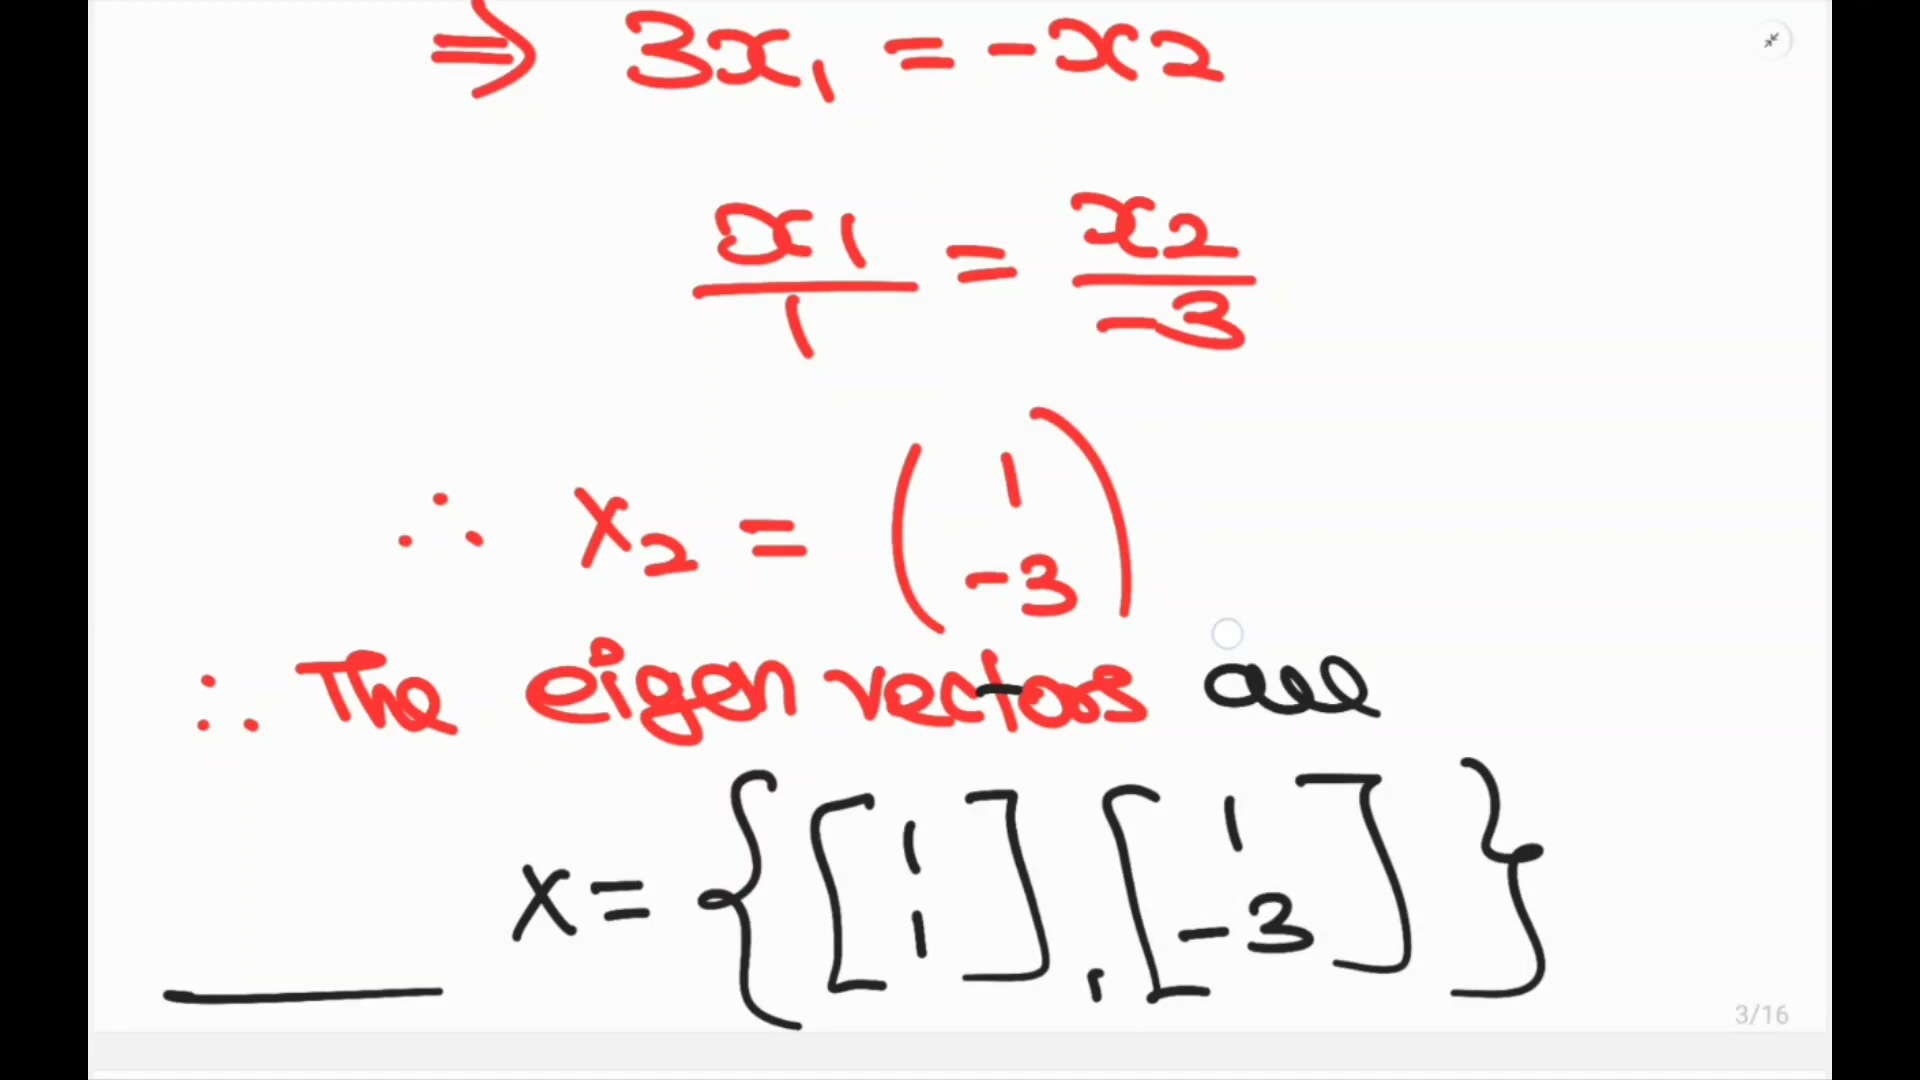 ⇒ 3x₁ = -x2
x1/1 = x2/-3
∴ X₂ = (1 -3)
∴ The eigen vectors are
X = {[1 1], [1 -3]}
3/16